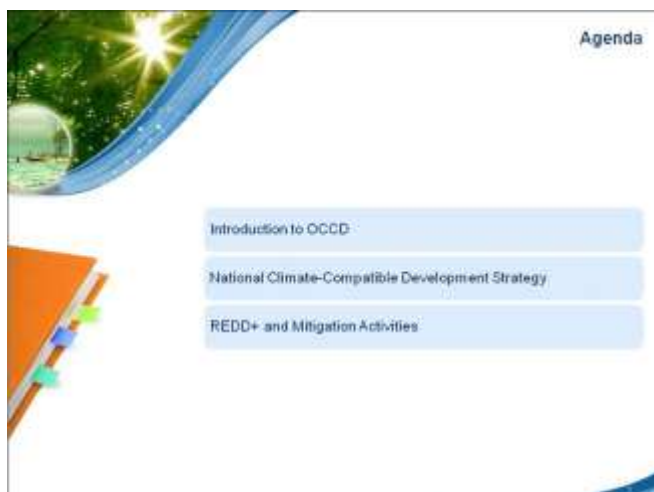 Agenda
Introduction to OCCD
National Climate-Compatible Development Strategy
REDD+ and Mitigation Activities